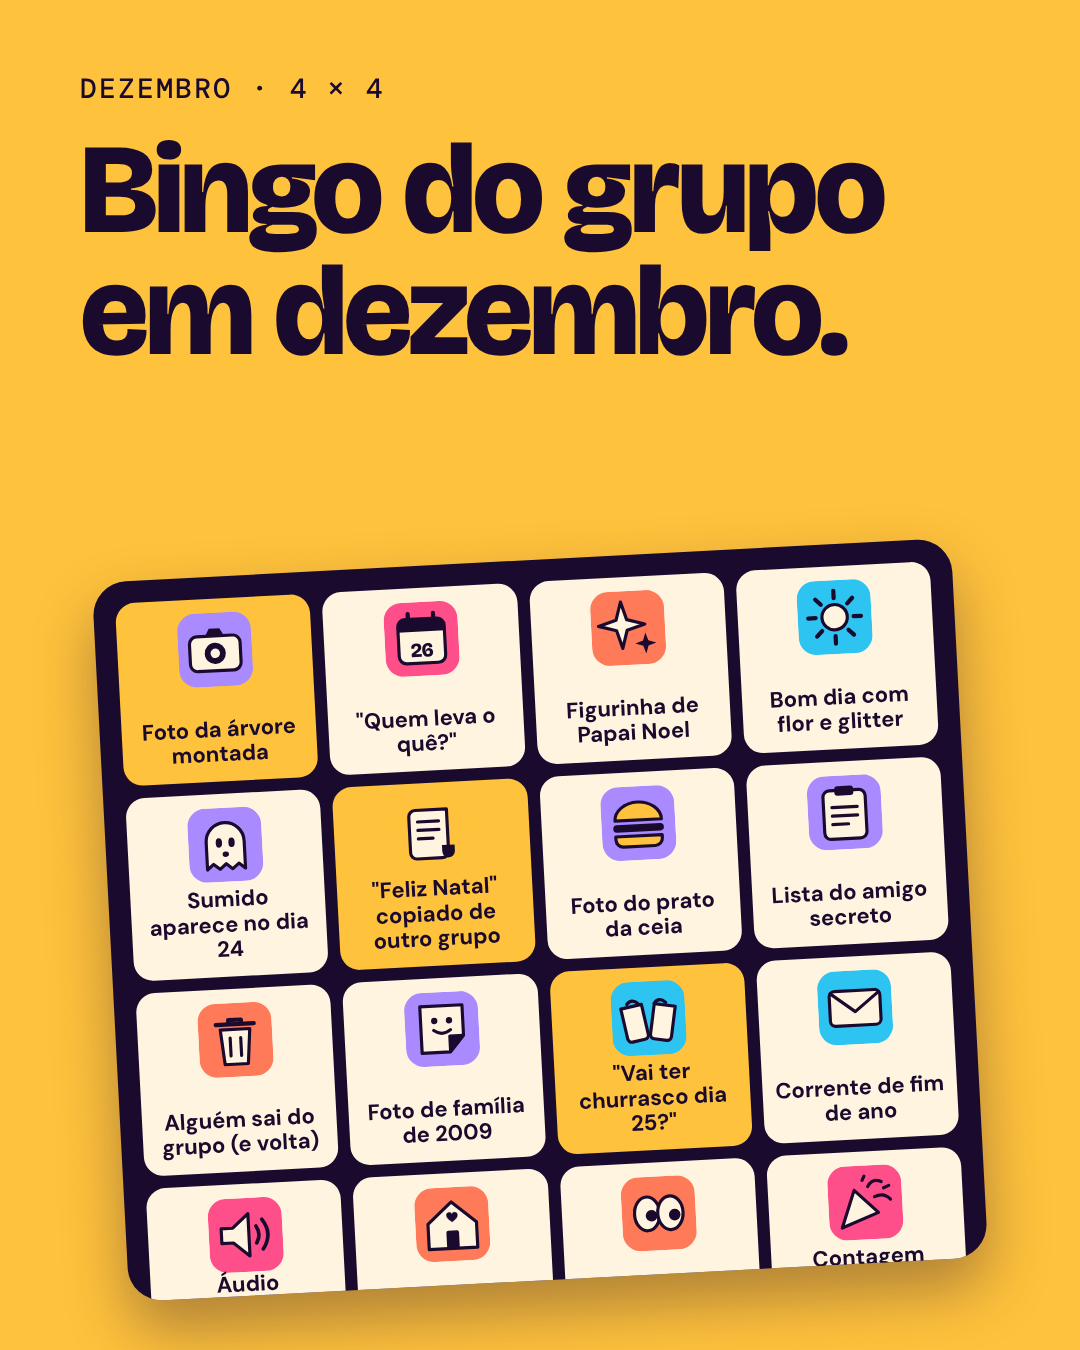 DEZEMBRO · 4 × 4
Bingo do grupo
em dezembro.
Foto da árvore
montada
26
"Quem leva o
quê?"
Figurinha de
Papai Noel
Bom dia com
flor e glitter
Sumido
aparece no dia
24
"Feliz Natal"
copiado de
outro grupo
Foto do prato
da ceia
Lista do amigo
secreto
Alguém sai do
grupo (e volta)
Foto de família
de 2009
"Vai ter
churrasco dia
25?"
Corrente de fim
de ano
Áudio
Contagem